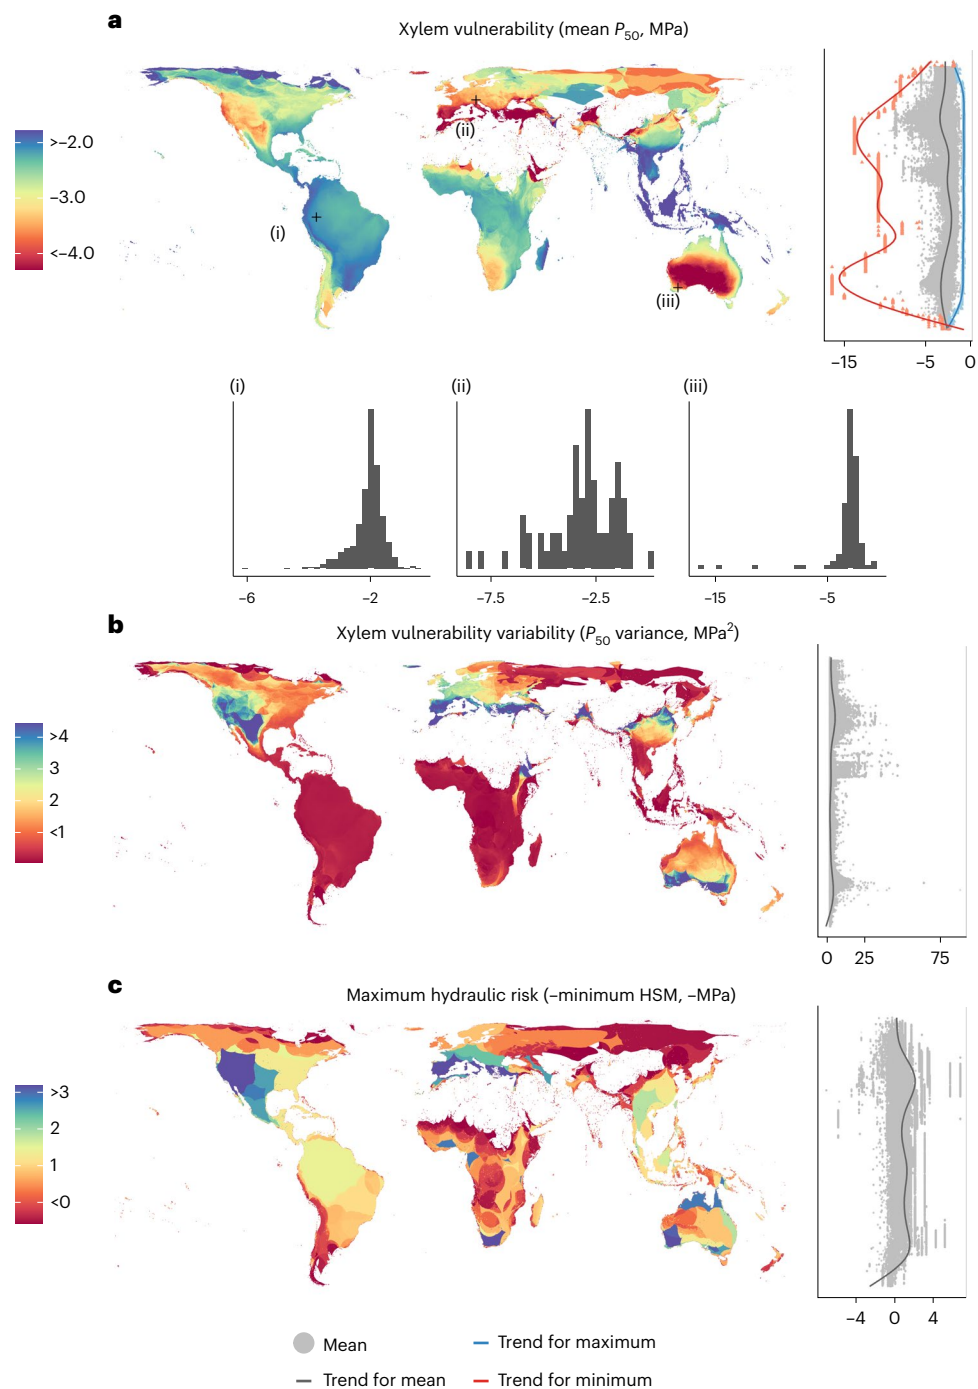 a
Xylem vulnerability (mean P50, MPa)
>−2.0
−3.0
<−4.0
(i)
(ii)
(iii)
−15
−5
0
(i)
(ii)
(iii)
−6
−2
−7.5
−2.5
−15
−5
b
Xylem vulnerability variability (P50 variance, MPa2)
>4
3
2
<1
0
25
75
c
Maximum hydraulic risk (−minimum HSM, −MPa)
>3
2
1
<0
−4
0
4
Mean
Trend for maximum
Trend for mean
Trend for minimum